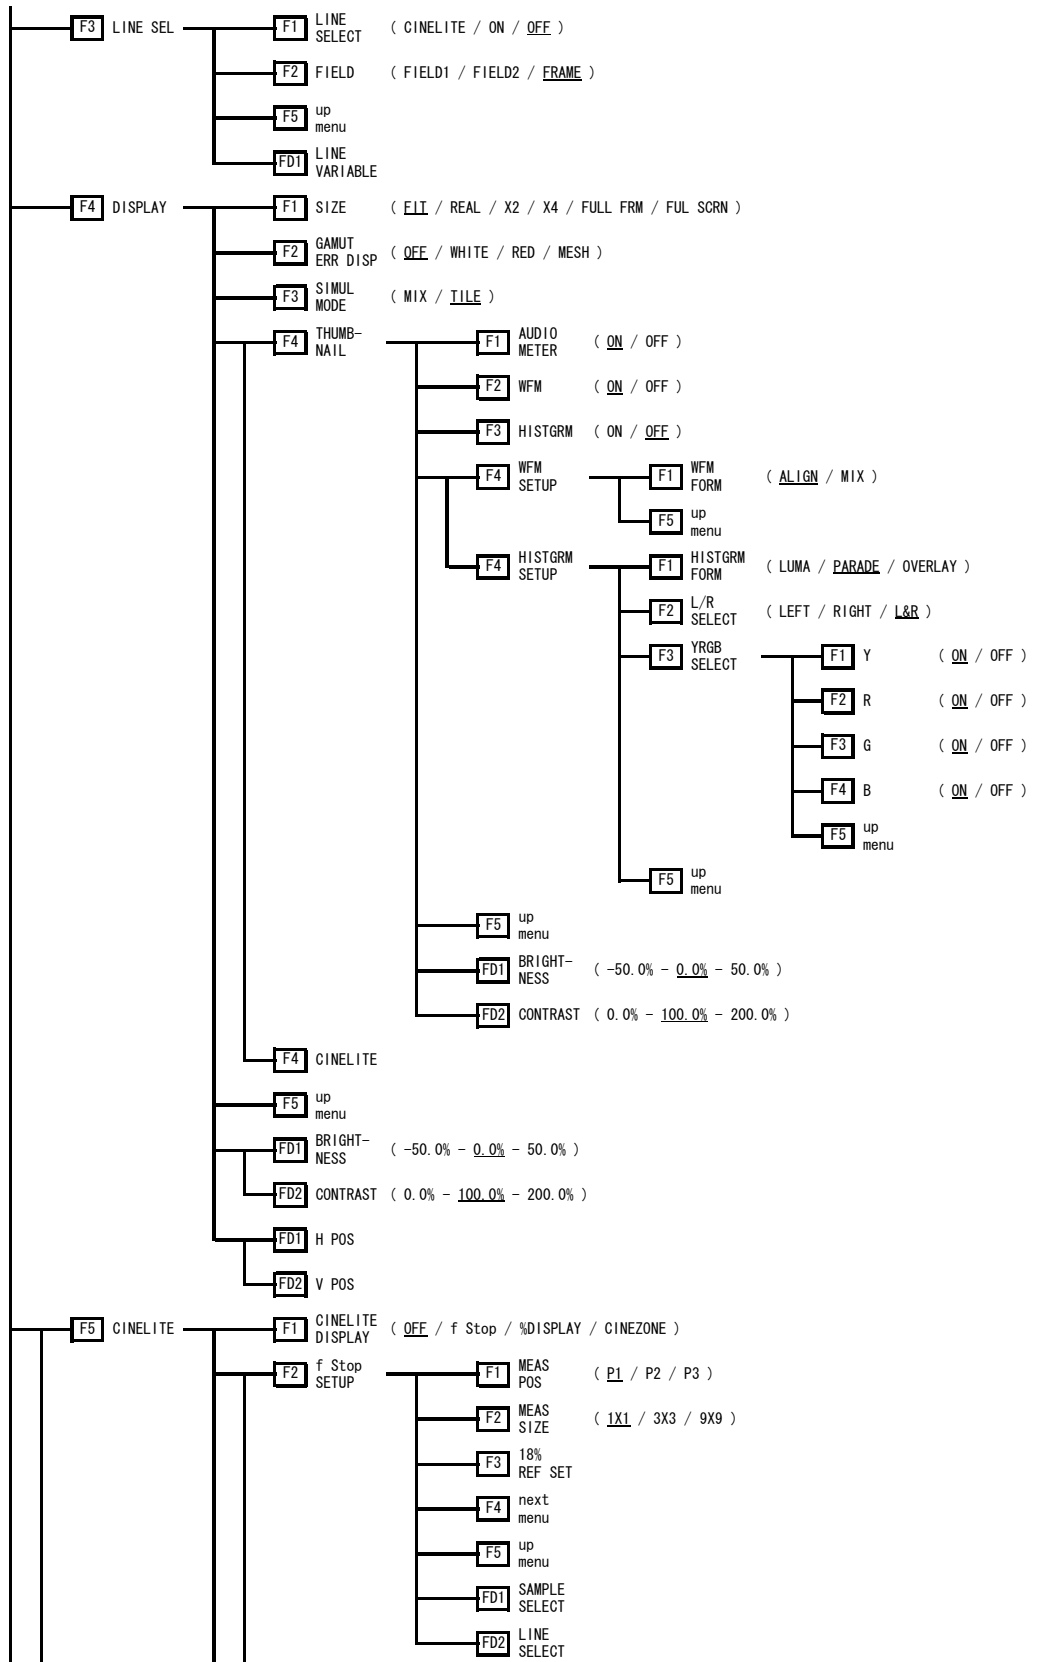 F3 LINE SEL F1 LINE SELECT ( CINELITE / ON / OFF )
F2 FIELD ( FIELD1 / FIELD2 / FRAME )
F5 up menu
FD1 LINE VARIABLE
F4 DISPLAY F1 SIZE ( FIT / REAL / X2 / X4 / FULL FRM / FUL SCRN )
F2 GAMUT ERR DISP ( OFF / WHITE / RED / MESH )
F3 SIMUL MODE ( MIX / TILE )
F4 THUMB-NAIL F1 AUDIO METER ( ON / OFF )
F2 WFM ( ON / OFF )
F3 HISTGRM ( ON / OFF )
F4 WFM SETUP F1 WFM FORM ( ALIGN / MIX )
F5 up menu
F4 HISTGRM SETUP F1 HISTGRM FORM ( LUMA / PARADE / OVERLAY )
F2 L/R SELECT ( LEFT / RIGHT / L&R )
F3 YRGB SELECT F1 Y ( ON / OFF )
F2 R ( ON / OFF )
F3 G ( ON / OFF )
F4 B ( ON / OFF )
F5 up menu
F5 up menu
F5 up menu
FD1 BRIGHT-NESS ( -50.0% - 0.0% - 50.0% )
FD2 CONTRAST ( 0.0% - 100.0% - 200.0% )
F4 CINELITE
F5 up menu
FD1 BRIGHT-NESS ( -50.0% - 0.0% - 50.0% )
FD2 CONTRAST ( 0.0% - 100.0% - 200.0% )
FD1 H POS
FD2 V POS
F5 CINELITE F1 CINELITE DISPLAY ( OFF / f Stop / %DISPLAY / CINEZONE )
F2 f Stop SETUP F1 MEAS POS ( P1 / P2 / P3 )
F2 MEAS SIZE ( 1X1 / 3X3 / 9X9 )
F3 18% REF SET
F4 next menu
F5 up menu
FD1 SAMPLE SELECT
FD2 LINE SELECT